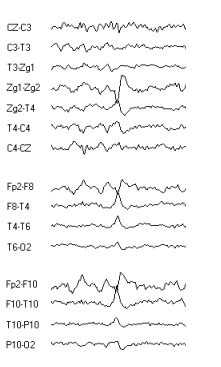 CZ-C3
C3-T3
T3-Zg1
Zg1-Zg2
Zg2-T4
T4-C4
C4-CZ
Fp2-F8
F8-T4
T4-T6
T6-O2
Fp2-F10
F10-T10
T10-P10
P10-O2